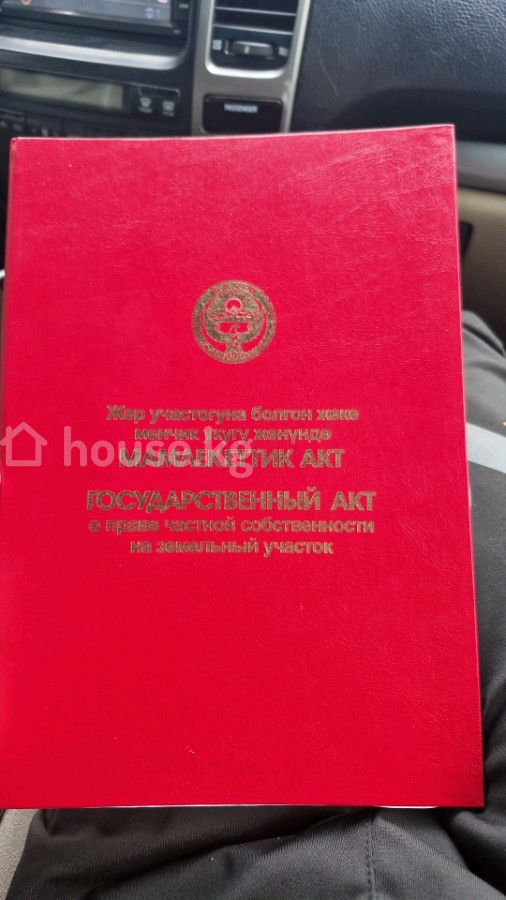 PASSENGER
Жер участогуна болгон жеке
менчик укугу жөнүндө
МАМЛЕКЕТТИК АКТ
house.kg
ГОСУДАРСТВЕННЫЙ АКТ
о праве частной собственности
на земельный участок